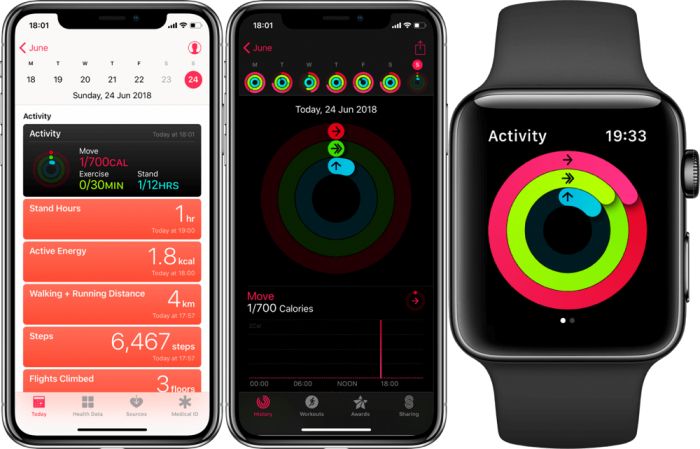 18:01
June
M T W T F S S
18 19 20 21 22 23 24
Sunday, 24 Jun 2018
Activity
Activity Today at 18:01
Move
1/700CAL
Exercise Stand
0/30MIN 1/12HRS
Stand Hours 1 hr
Today at 19:00
Active Energy 1.8 kcal
Today at 18:00
Walking + Running Distance 4 km
Today at 17:57
Steps 6,467 steps
Today at 17:57
Flights Climbed 3 floors
Today Health Data Sources Medical ID
18:01
June
M T W T F S S
Today, 24 Jun 2018
Move
1/700 Calories
00:00 06:00 NOON 18:00
History Workouts Awards Sharing
Activity 19:33